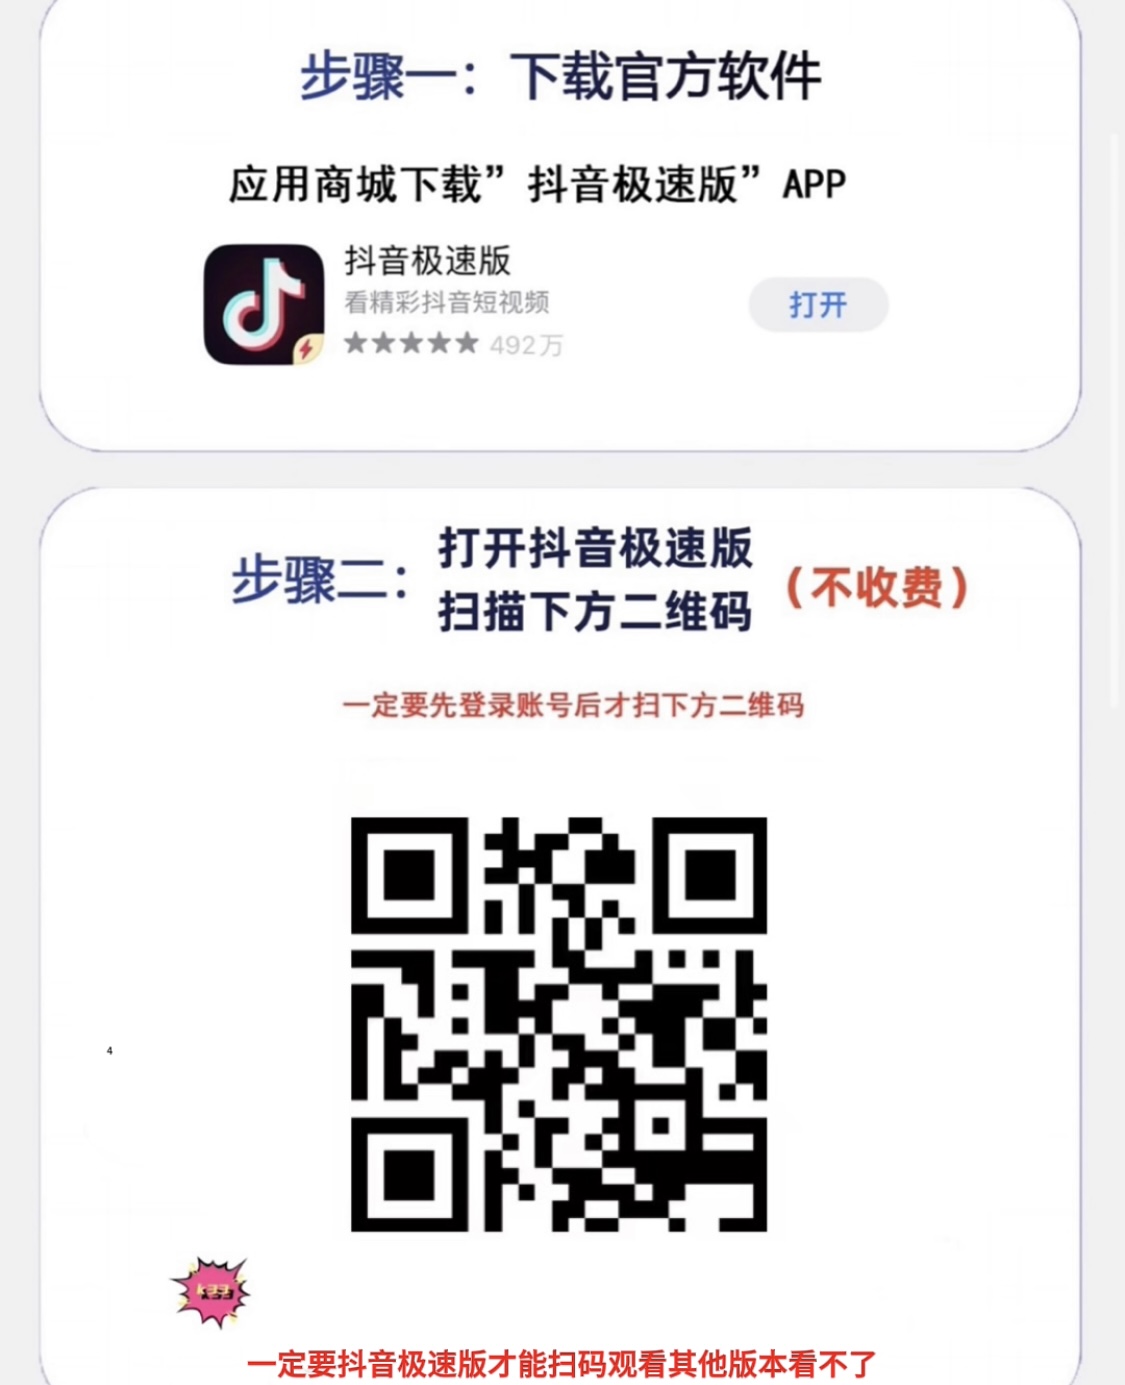 步骤一：下载官方软件
应用商城下载”抖音极速版”APP
抖音极速版
看精彩抖音短视频
492万
打开
步骤二：
打开抖音极速版
扫描下方二维码
（不收费）
一定要先登录账号后才扫下方二维码
4
k33
一定要抖音极速版才能扫码观看其他版本看不了